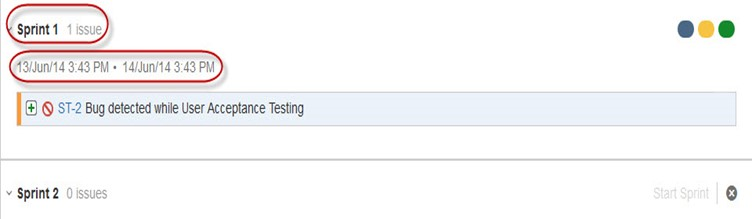 Sprint 1 1 issue
13/Jun/14 3:43 PM • 14/Jun/14 3:43 PM
ST-2 Bug detected while User Acceptance Testing
Sprint 2 0 issues Start Sprint